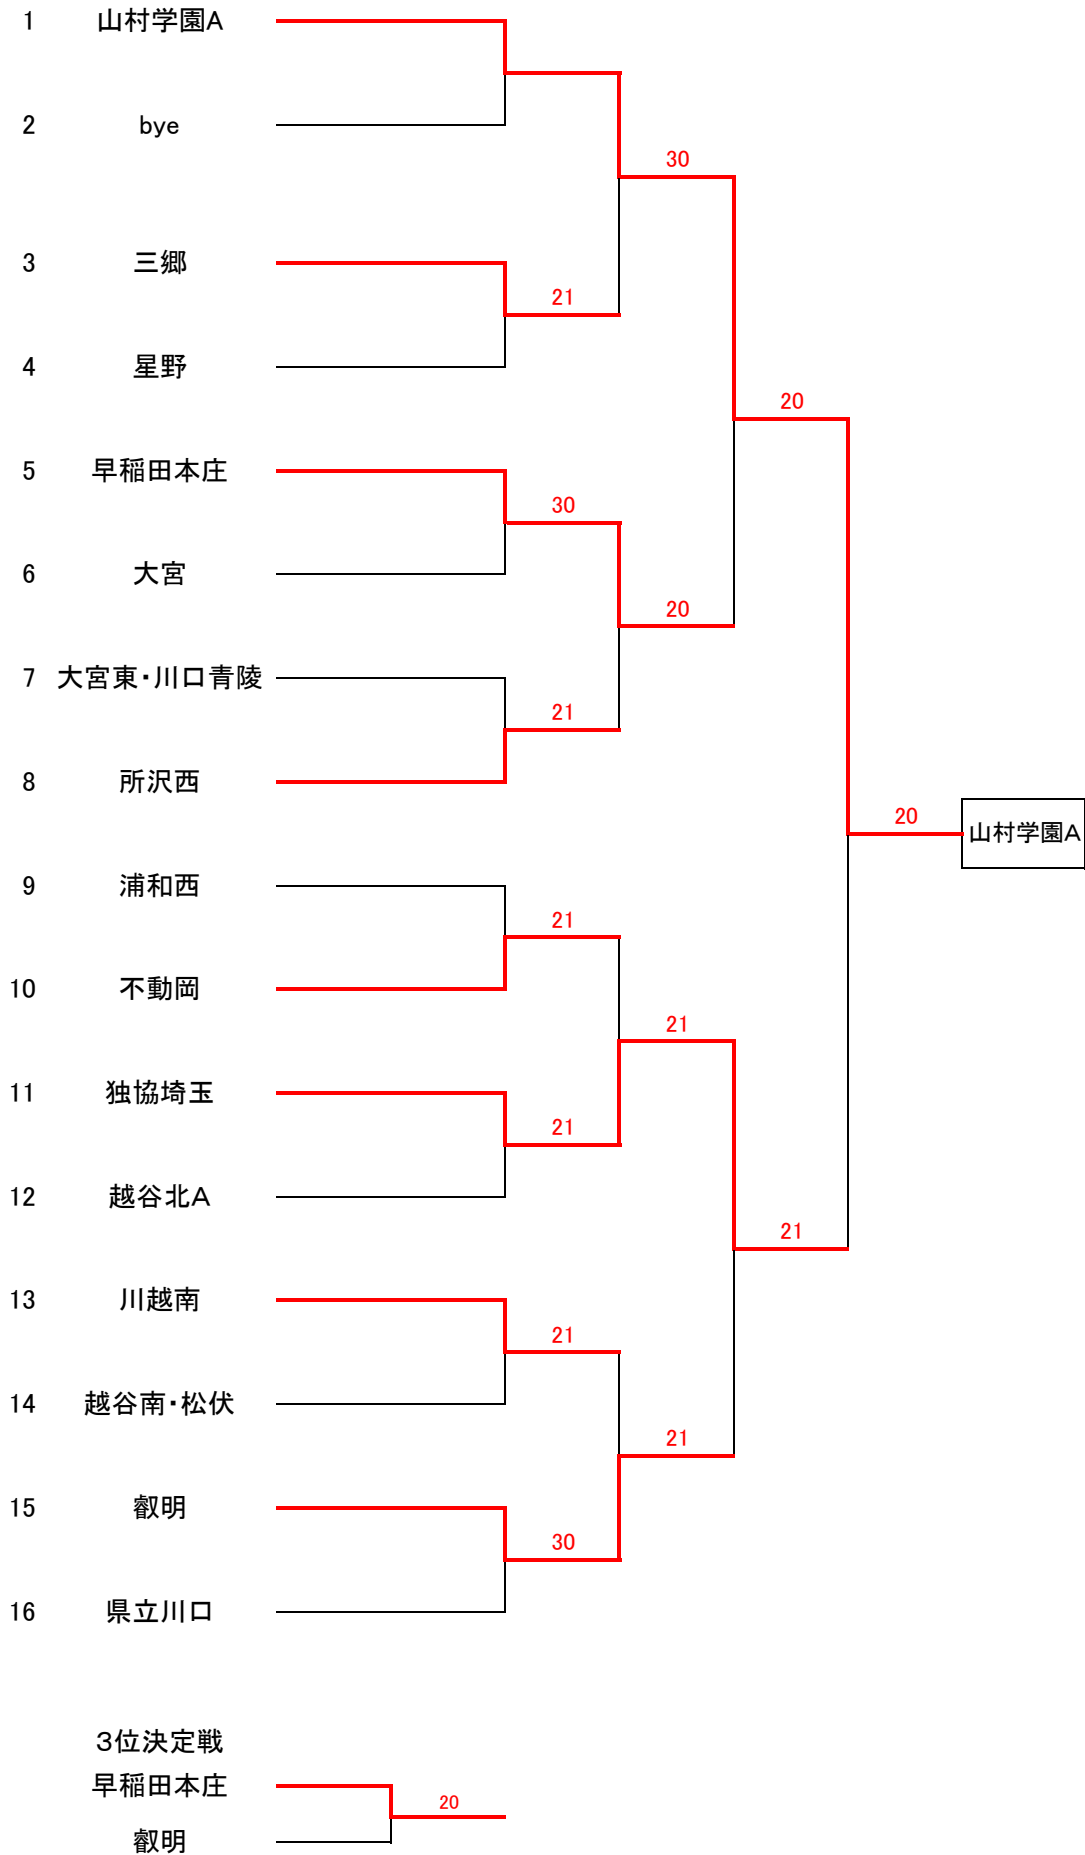 1 山村学園A
2 bye
30
3 三郷
21
4 星野
20
5 早稲田本庄
30
6 大宮
20
7 大宮東・川口青陵
21
8 所沢西
20
山村学園A
9 浦和西
21
10 不動岡
21
11 独協埼玉
21
12 越谷北A
21
13 川越南
21
14 越谷南・松伏
21
15 叡明
30
16 県立川口
3位決定戦
早稲田本庄
20
叡明